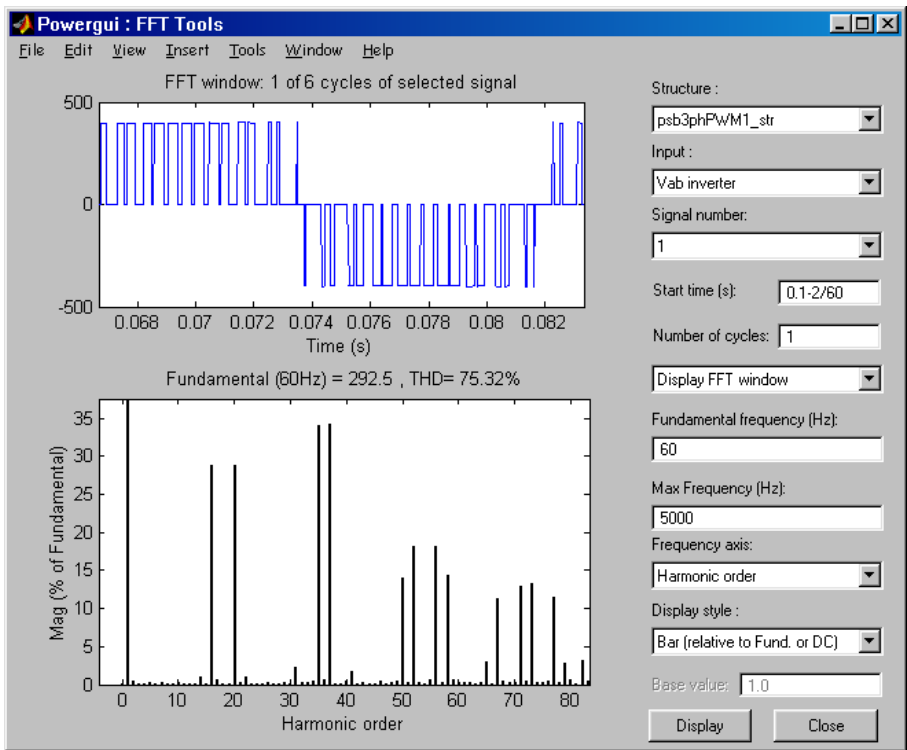 Powergui : FFT Tools
File Edit View Insert Tools Window Help
FFT window: 1 of 6 cycles of selected signal
500
0
-500
0.068 0.07 0.072 0.074 0.076 0.078 0.08 0.082
Time (s)
Fundamental (60Hz) = 292.5 , THD= 75.32%
Mag (% of Fundamental)
35
30
25
20
15
10
5
0
0 10 20 30 40 50 60 70 80
Harmonic order
Structure :
psb3phPWM1_str
Input :
Vab inverter
Signal number:
1
Start time (s): 0.1-2/60
Number of cycles: 1
Display FFT window
Fundamental frequency (Hz):
60
Max Frequency (Hz):
5000
Frequency axis:
Harmonic order
Display style :
Bar (relative to Fund. or DC)
Base value: 1.0
Display Close